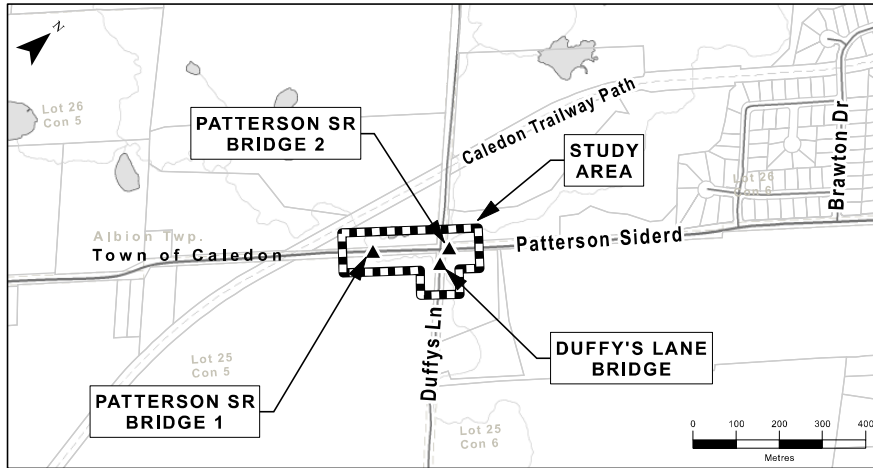 N
Lot 26
Con 5
PATTERSON SR
BRIDGE 2
Caledon Trailway Path
STUDY
AREA
Brawton Dr
Lot 26
Con 6
Albion Twp.
Town of Caledon
Patterson Siderd
Duffys Ln
Lot 25
Con 5
DUFFY'S LANE
BRIDGE
PATTERSON SR
BRIDGE 1
Lot 25
Con 6
0 100 200 300 400
Metres